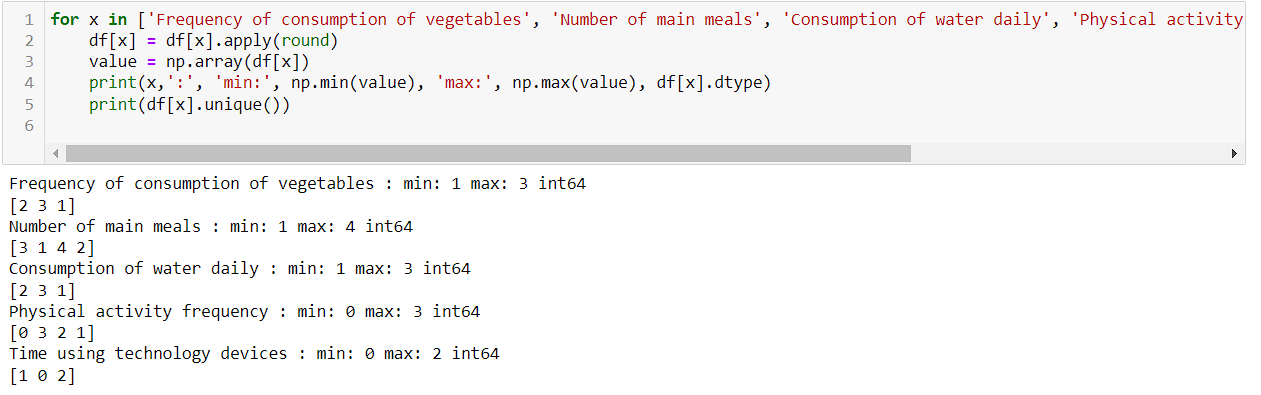 1 for x in ['Frequency of consumption of vegetables', 'Number of main meals', 'Consumption of water daily', 'Physical activity
2 df[x] = df[x].apply(round)
3 value = np.array(df[x])
4 print(x,':', 'min:', np.min(value), 'max:', np.max(value), df[x].dtype)
5 print(df[x].unique())
6
Frequency of consumption of vegetables : min: 1 max: 3 int64
[2 3 1]
Number of main meals : min: 1 max: 4 int64
[3 1 4 2]
Consumption of water daily : min: 1 max: 3 int64
[2 3 1]
Physical activity frequency : min: 0 max: 3 int64
[0 3 2 1]
Time using technology devices : min: 0 max: 2 int64
[1 0 2]